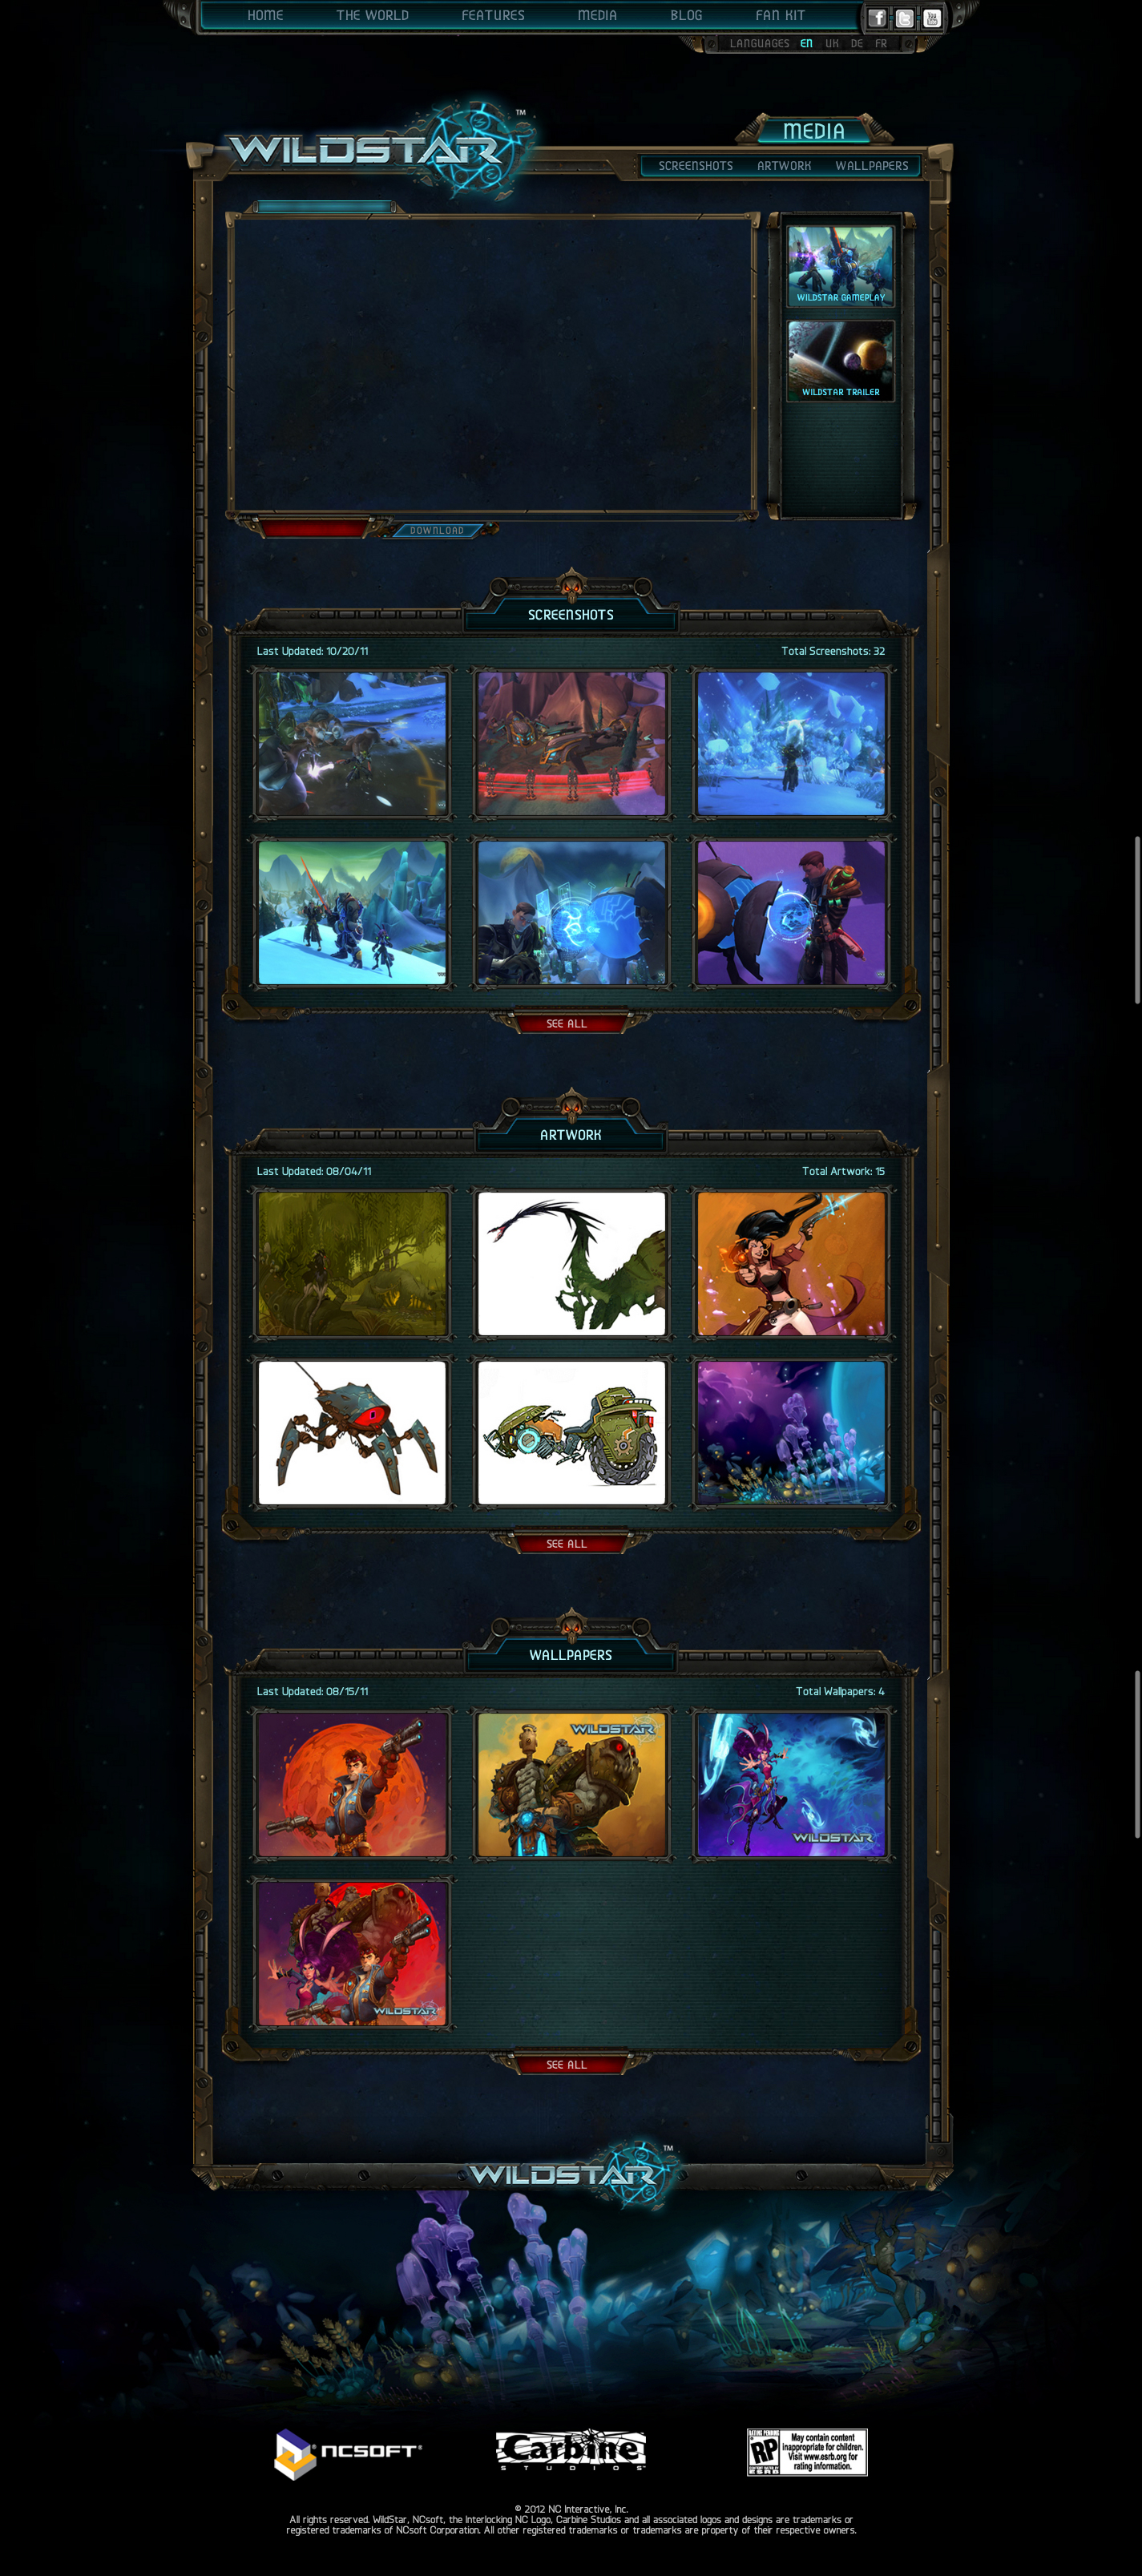 HOME THE WORLD FEATURES MEDIA BLOG FAN KIT
LANGUAGES EN UK DE FR
WILDSTAR™
MEDIA
SCREENSHOTS ARTWORK WALLPAPERS
WILDSTAR GAMEPLAY
WILDSTAR TRAILER
DOWNLOAD
SCREENSHOTS
Last Updated: 10/20/11 Total Screenshots: 32
SEE ALL
ARTWORK
Last Updated: 08/04/11 Total Artwork: 15
SEE ALL
WALLPAPERS
Last Updated: 08/15/11 Total Wallpapers: 4
WILDSTAR
WILDSTAR
WILDSTAR
SEE ALL
WILDSTAR™
NCSOFT®
Carbine
STUDIOS
RATING PENDING
RP
ESRB
May contain content
inappropriate for children.
Visit www.esrb.org for
rating information.
© 2012 NC Interactive, Inc.
All rights reserved. WildStar, NCsoft, the Interlocking NC Logo, Carbine Studios and all associated logos and designs are trademarks or
registered trademarks of NCsoft Corporation. All other registered trademarks or trademarks are property of their respective owners.